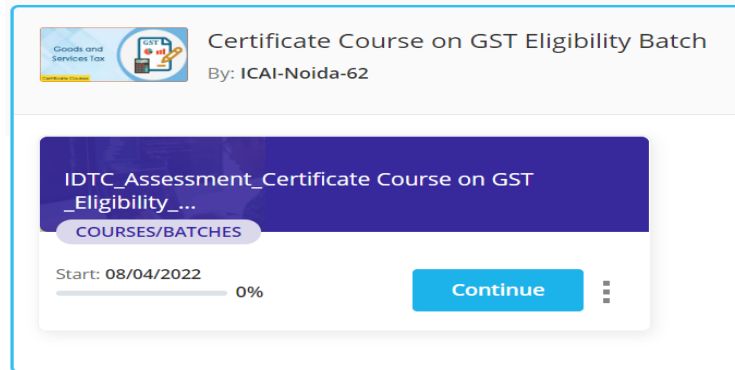 Goods and
Services Tax
GST
Certificate Courses
Certificate Course on GST Eligibility Batch
By: ICAI-Noida-62
IDTC_Assessment_Certificate Course on GST
_Eligibility_...
COURSES/BATCHES
Start: 08/04/2022
0%
Continue